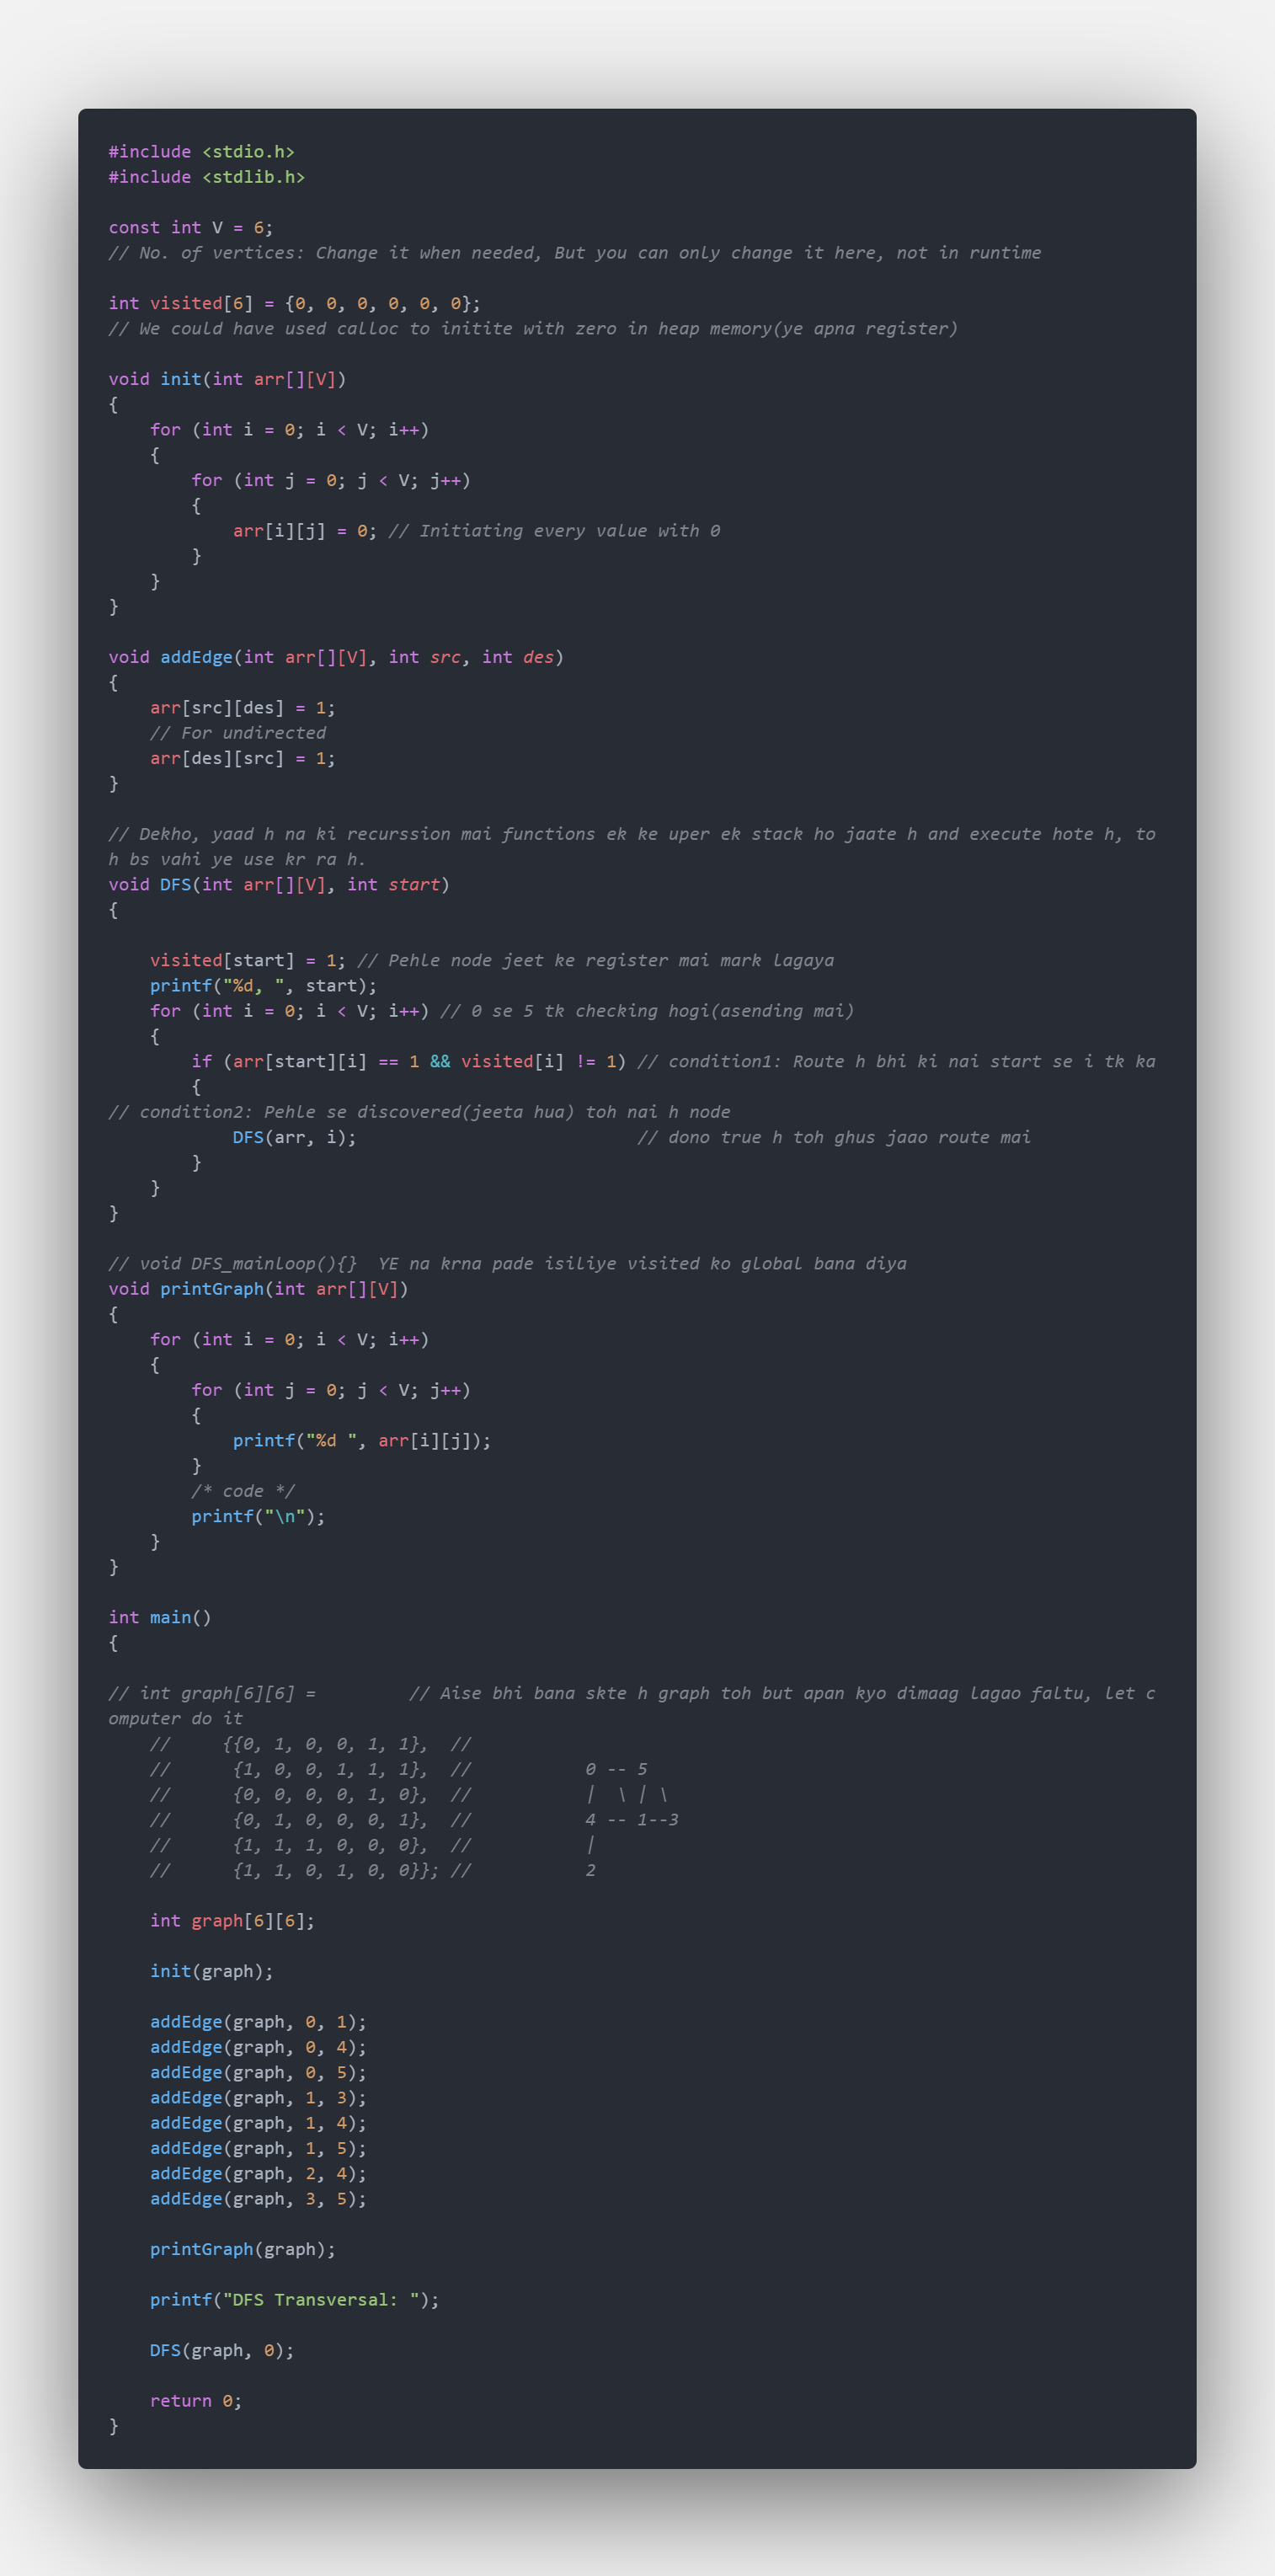 #include <stdio.h>
#include <stdlib.h>

const int V = 6;
// No. of vertices: Change it when needed, But you can only change it here, not in runtime

int visited[6] = {0, 0, 0, 0, 0, 0};
// We could have used calloc to initite with zero in heap memory(ye apna register)

void init(int arr[][V])
{
    for (int i = 0; i < V; i++)
    {
        for (int j = 0; j < V; j++)
        {
            arr[i][j] = 0; // Initiating every value with 0
        }
    }
}

void addEdge(int arr[][V], int src, int des)
{
    arr[src][des] = 1;
    // For undirected
    arr[des][src] = 1;
}

// Dekho, yaad h na ki recurssion mai functions ek ke uper ek stack ho jaate h and execute hote h, to
h bs vahi ye use kr ra h.
void DFS(int arr[][V], int start)
{

    visited[start] = 1; // Pehle node jeet ke register mai mark lagaya
    printf("%d, ", start);
    for (int i = 0; i < V; i++) // 0 se 5 tk checking hogi(asending mai)
    {
        if (arr[start][i] == 1 && visited[i] != 1) // condition1: Route h bhi ki nai start se i tk ka
        {
// condition2: Pehle se discovered(jeeta hua) toh nai h node
            DFS(arr, i);                           // dono true h toh ghus jaao route mai
        }
    }
}

// void DFS_mainloop(){}  YE na krna pade isiliye visited ko global bana diya
void printGraph(int arr[][V])
{
    for (int i = 0; i < V; i++)
    {
        for (int j = 0; j < V; j++)
        {
            printf("%d ", arr[i][j]);
        }
        /* code */
        printf("\n");
    }
}

int main()
{

// int graph[6][6] =         // Aise bhi bana skte h graph toh but apan kyo dimaag lagao faltu, let c
omputer do it
    //     {{0, 1, 0, 0, 1, 1},  //
    //      {1, 0, 0, 1, 1, 1},  //           0 -- 5
    //      {0, 0, 0, 0, 1, 0},  //           |  \ | \
    //      {0, 1, 0, 0, 0, 1},  //           4 -- 1--3
    //      {1, 1, 1, 0, 0, 0},  //           |
    //      {1, 1, 0, 1, 0, 0}}; //           2

    int graph[6][6];

    init(graph);

    addEdge(graph, 0, 1);
    addEdge(graph, 0, 4);
    addEdge(graph, 0, 5);
    addEdge(graph, 1, 3);
    addEdge(graph, 1, 4);
    addEdge(graph, 1, 5);
    addEdge(graph, 2, 4);
    addEdge(graph, 3, 5);

    printGraph(graph);

    printf("DFS Transversal: ");

    DFS(graph, 0);

    return 0;
}